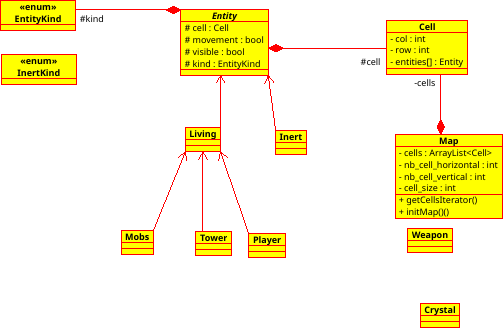 «enum»
EntityKind
#kind
Entity
# cell : Cell
# movement : bool
# visible : bool
# kind : EntityKind
«enum»
InertKind
Cell
- col : int
- row : int
- entities[] : Entity
#cell
-cells
Living
Inert
Map
- cells : ArrayList<Cell>
- nb_cell_horizontal : int
- nb_cell_vertical : int
- cell_size : int
+ getCellsIterator()
+ initMap()()
Mobs
Tower
Player
Weapon
Crystal